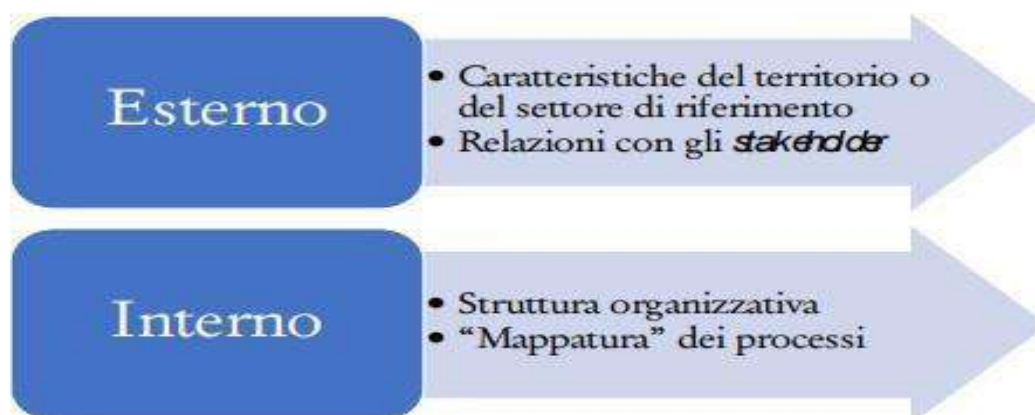 Esterno
• Caratteristiche del territorio o
del settore di riferimento
• Relazioni con gli stakeholder
Interno
• Struttura organizzativa
• “Mappatura” dei processi